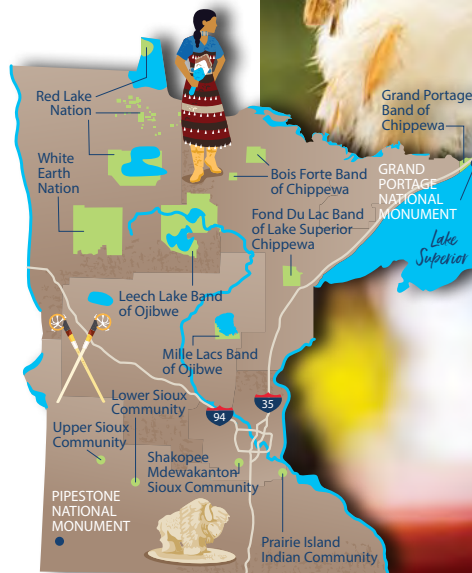 Red Lake
Nation
Grand Portage
Band of
Chippewa
White
Earth
Nation
Bois Forte Band
of Chippewa
GRAND
PORTAGE
NATIONAL
MONUMENT
Fond Du Lac Band
of Lake Superior
Chippewa
Lake
Superior
Leech Lake Band
of Ojibwe
Mille Lacs Band
of Ojibwe
Lower Sioux
Community
94
35
Upper Sioux
Community
Shakopee
Mdewakanton
Sioux Community
PIPESTONE
NATIONAL
MONUMENT
Prairie Island
Indian Community